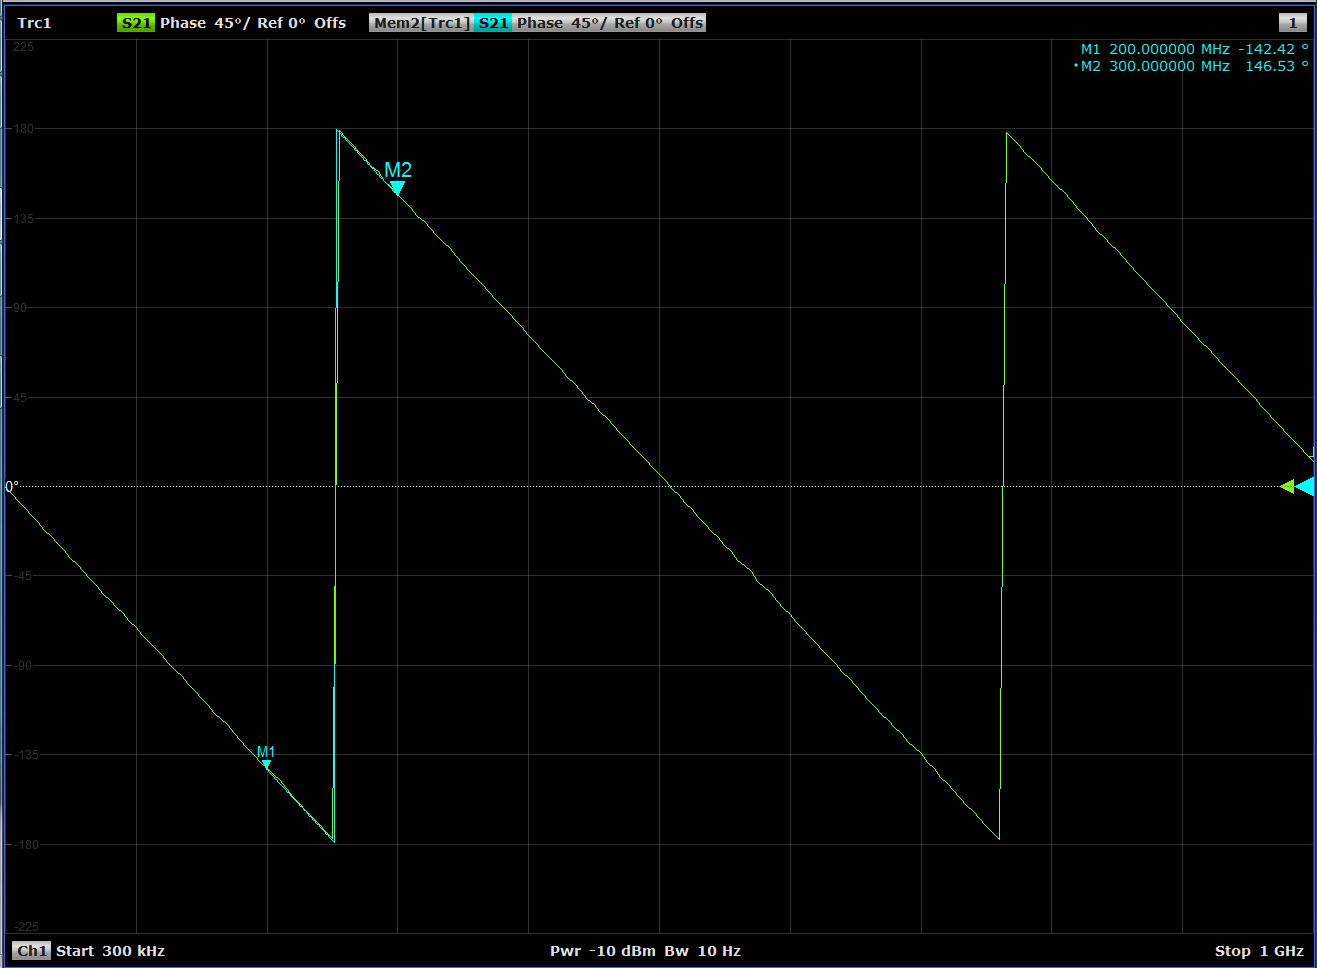 Trc1 S21 Phase 45°/ Ref 0° Offs Mem2[Trc1] S21 Phase 45°/ Ref 0° Offs 1
225
M1 200.000000 MHz -142.42 °
•M2 300.000000 MHz 146.53 °
180
M2
135
90
45
0°
-45
-90
M1
-135
-180
-225
Ch1 Start 300 kHz Pwr -10 dBm Bw 10 Hz Stop 1 GHz